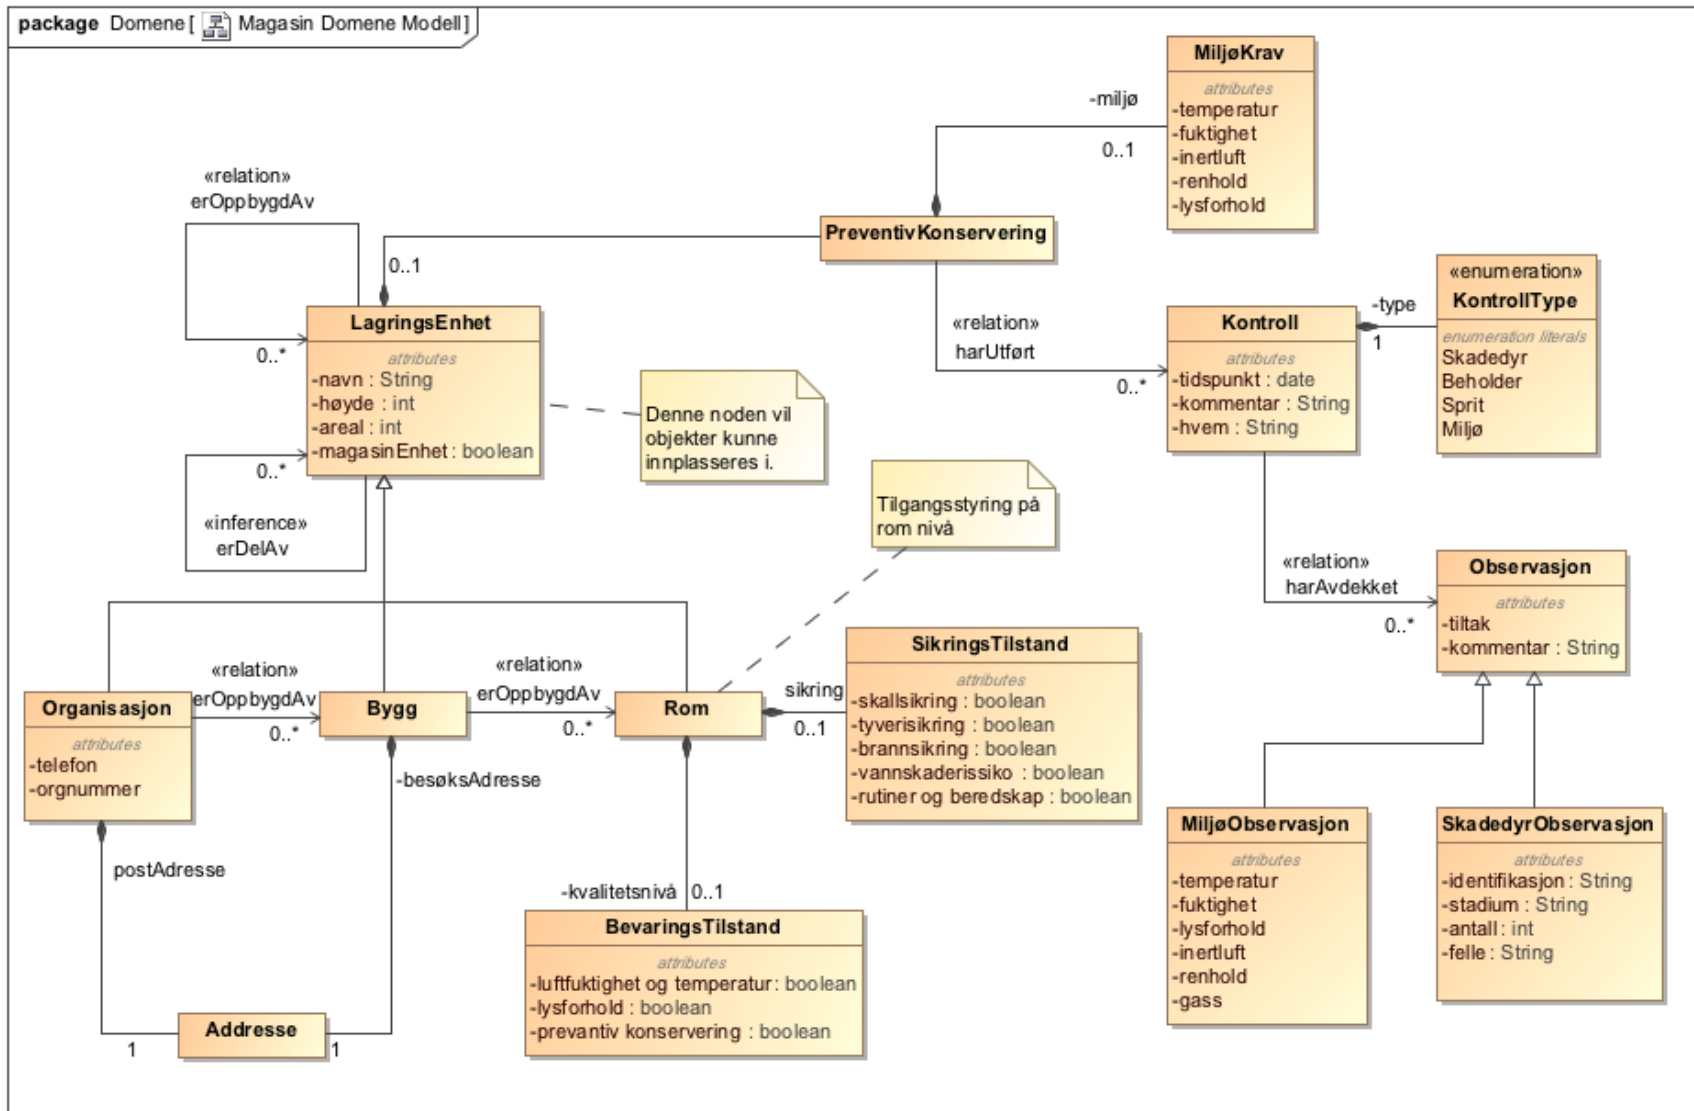 package Domene [ Magasin Domene Modell ]
MiljøKrav
attributes
-temperatur
-fuktighet
-inertluft
-renhold
-lysforhold
-miljø
0..1
«relation»
erOppbygdAv
0..*
0..1
PreventivKonservering
«relation»
harUtført
0..*
LagringsEnhet
attributes
-navn : String
-høyde : int
-areal : int
-magasinEnhet : boolean
0..*
«inference»
erDelAv
Denne noden vil
objekter kunne
innplasseres i.
Kontroll
attributes
-tidspunkt : date
-kommentar : String
-hvem : String
-type
1
«enumeration»
KontrollType
enumeration literals
Skadedyr
Beholder
Sprit
Miljø
Tilgangsstyring på
rom nivå
«relation»
harAvdekket
0..*
Observasjon
attributes
-tiltak
-kommentar : String
Organisasjon
attributes
-telefon
-orgnummer
«relation»
erOppbygdAv
0..*
Bygg
«relation»
erOppbygdAv
0..*
Rom
sikring
0..1
SikringsTilstand
attributes
-skallsikring : boolean
-tyverisikring : boolean
-brannsikring : boolean
-vannskaderissiko : boolean
-rutiner og beredskap : boolean
-besøksAdresse
postAdresse
-kvalitetsnivå
0..1
BevaringsTilstand
attributes
-luftfuktighet og temperatur : boolean
-lysforhold : boolean
-prevantiv konservering : boolean
1
Addresse
1
MiljøObservasjon
attributes
-temperatur
-fuktighet
-lysforhold
-inertluft
-renhold
-gass
SkadedyrObservasjon
attributes
-identifikasjon : String
-stadium : String
-antall : int
-felle : String